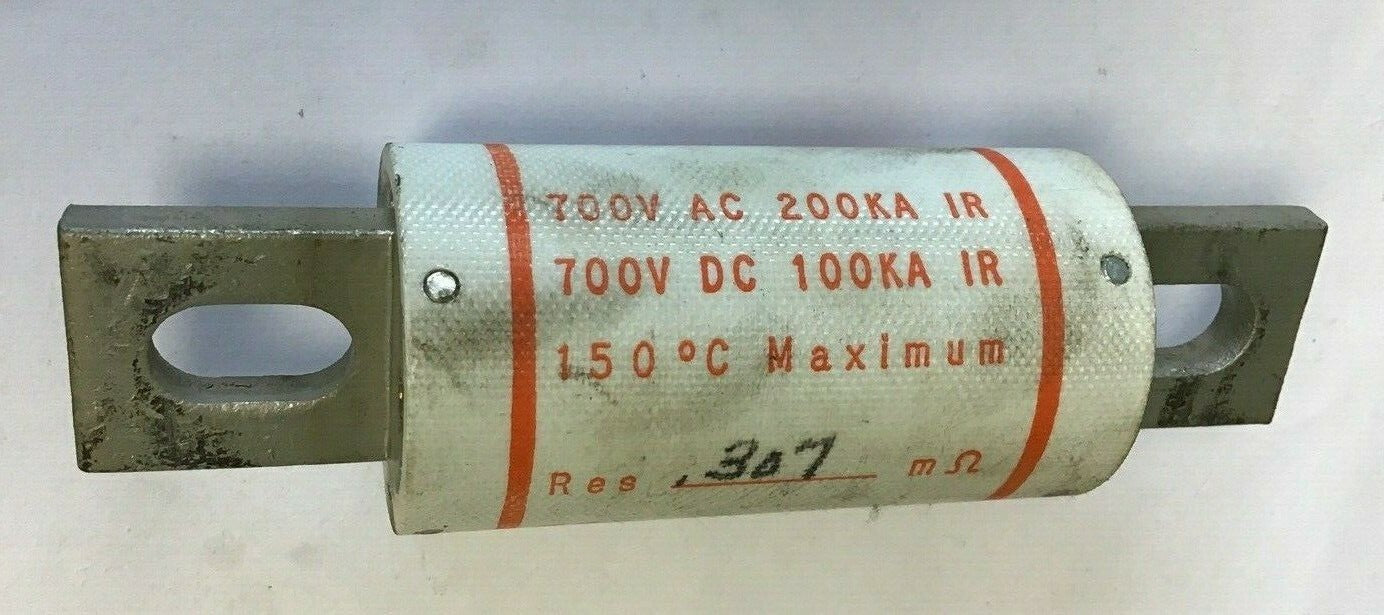 700V AC 200KA IR
700V DC 100KA IR
150°C Maximum
Res .307 mΩ